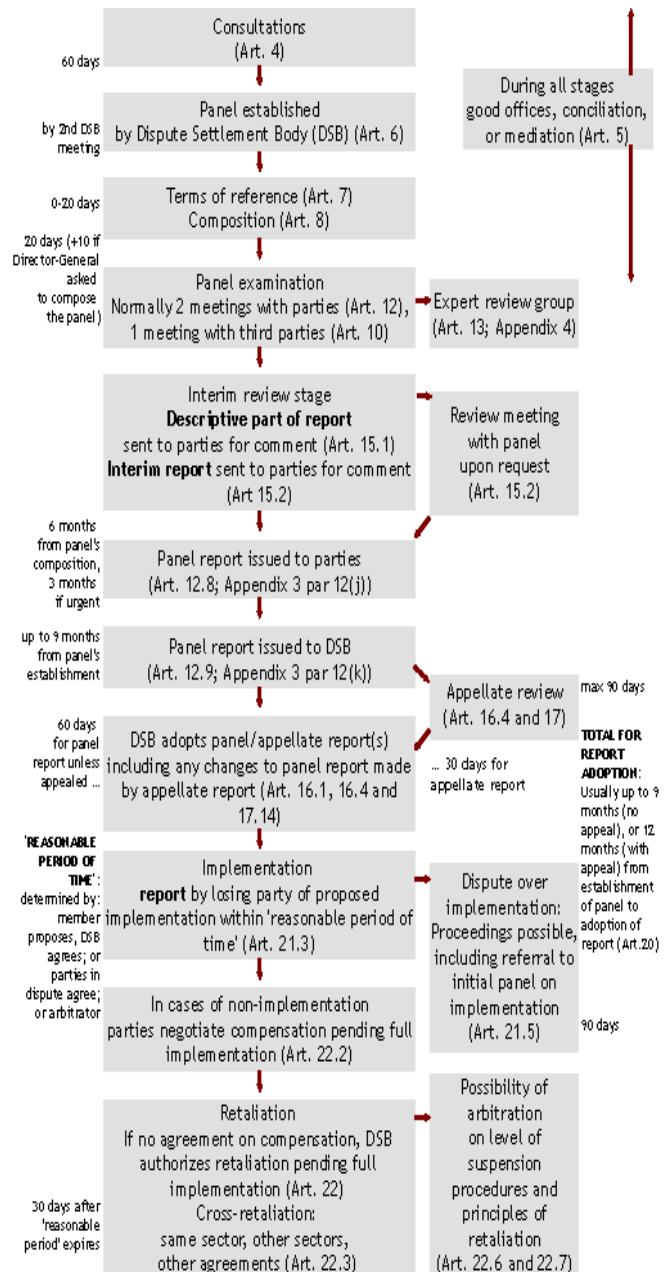 Consultations
(Art. 4)
60 days
During all stages
good offices, conciliation,
or mediation (Art. 5)
Panel established
by Dispute Settlement Body (DSB) (Art. 6)
by 2nd DSB
meeting
0-20 days
Terms of reference (Art. 7)
Composition (Art. 8)
20 days (+10 if
Director-General
asked
to compose
the panel)
Panel examination
Normally 2 meetings with parties (Art. 12),
1 meeting with third parties (Art. 10)
Expert review group
(Art. 13; Appendix 4)
Interim review stage
Descriptive part of report
sent to parties for comment (Art. 15.1)
Interim report sent to parties for comment
(Art 15.2)
Review meeting
with panel
upon request
(Art. 15.2)
6 months
from panel's
composition,
3 months
if urgent
Panel report issued to parties
(Art. 12.8; Appendix 3 par 12(j))
up to 9 months
from panel's
establishment
Panel report issued to DSB
(Art. 12.9; Appendix 3 par 12(k))
Appellate review
(Art. 16.4 and 17)
max 90 days
60 days
for panel
report unless
appealed ...
DSB adopts panel/appellate report(s)
including any changes to panel report made
by appellate report (Art. 16.1, 16.4 and
17.14)
... 30 days for
appellate report
TOTAL FOR
REPORT
ADOPTION:
Usually up to 9
months (no
appeal), or 12
months (with
appeal) from
establishment
of panel to
adoption of
report (Art.20)
'REASONABLE
PERIOD OF
TIME':
determined by:
member
proposes, DSB
agrees; or
parties in
dispute agree;
or arbitrator
Implementation
report by losing party of proposed
implementation within 'reasonable period of
time' (Art. 21.3)
Dispute over
implementation:
Proceedings possible,
including referral to
initial panel on
implementation
(Art. 21.5)
90 days
In cases of non-implementation
parties negotiate compensation pending full
implementation (Art. 22.2)
Retaliation
If no agreement on compensation, DSB
authorizes retaliation pending full
implementation (Art. 22)
Cross-retaliation:
same sector, other sectors,
other agreements (Art. 22.3)
30 days after
'reasonable
period' expires
Possibility of
arbitration
on level of
suspension
procedures and
principles of
retaliation
(Art. 22.6 and 22.7)